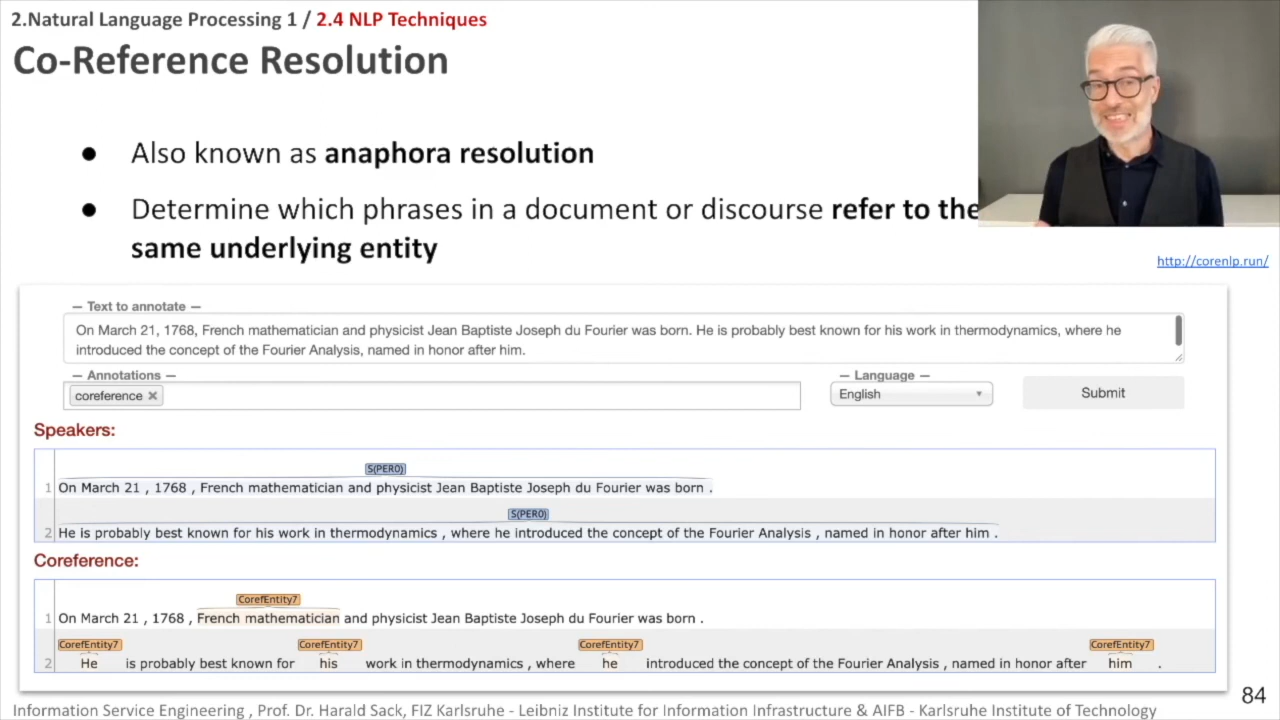 2.Natural Language Processing 1 / 2.4 NLP Techniques
Co-Reference Resolution
● Also known as anaphora resolution
● Determine which phrases in a document or discourse refer to the
same underlying entity
http://corenlp.run/
— Text to annotate —
On March 21, 1768, French mathematician and physicist Jean Baptiste Joseph du Fourier was born. He is probably best known for his work in thermodynamics, where he
introduced the concept of the Fourier Analysis, named in honor after him.
— Annotations —
— Language —
coreference ×
English
Submit
Speakers:
S(PER0)
1 On March 21 , 1768 , French mathematician and physicist Jean Baptiste Joseph du Fourier was born .
S(PER0)
2 He is probably best known for his work in thermodynamics , where he introduced the concept of the Fourier Analysis , named in honor after him .
Coreference:
CorefEntity7
1 On March 21 , 1768 , French mathematician and physicist Jean Baptiste Joseph du Fourier was born .
CorefEntity7 CorefEntity7 CorefEntity7 CorefEntity7
2 He is probably best known for his work in thermodynamics , where he introduced the concept of the Fourier Analysis , named in honor after him .
84
Information Service Engineering , Prof. Dr. Harald Sack, FIZ Karlsruhe - Leibniz Institute for Information Infrastructure & AIFB - Karlsruhe Institute of Technology